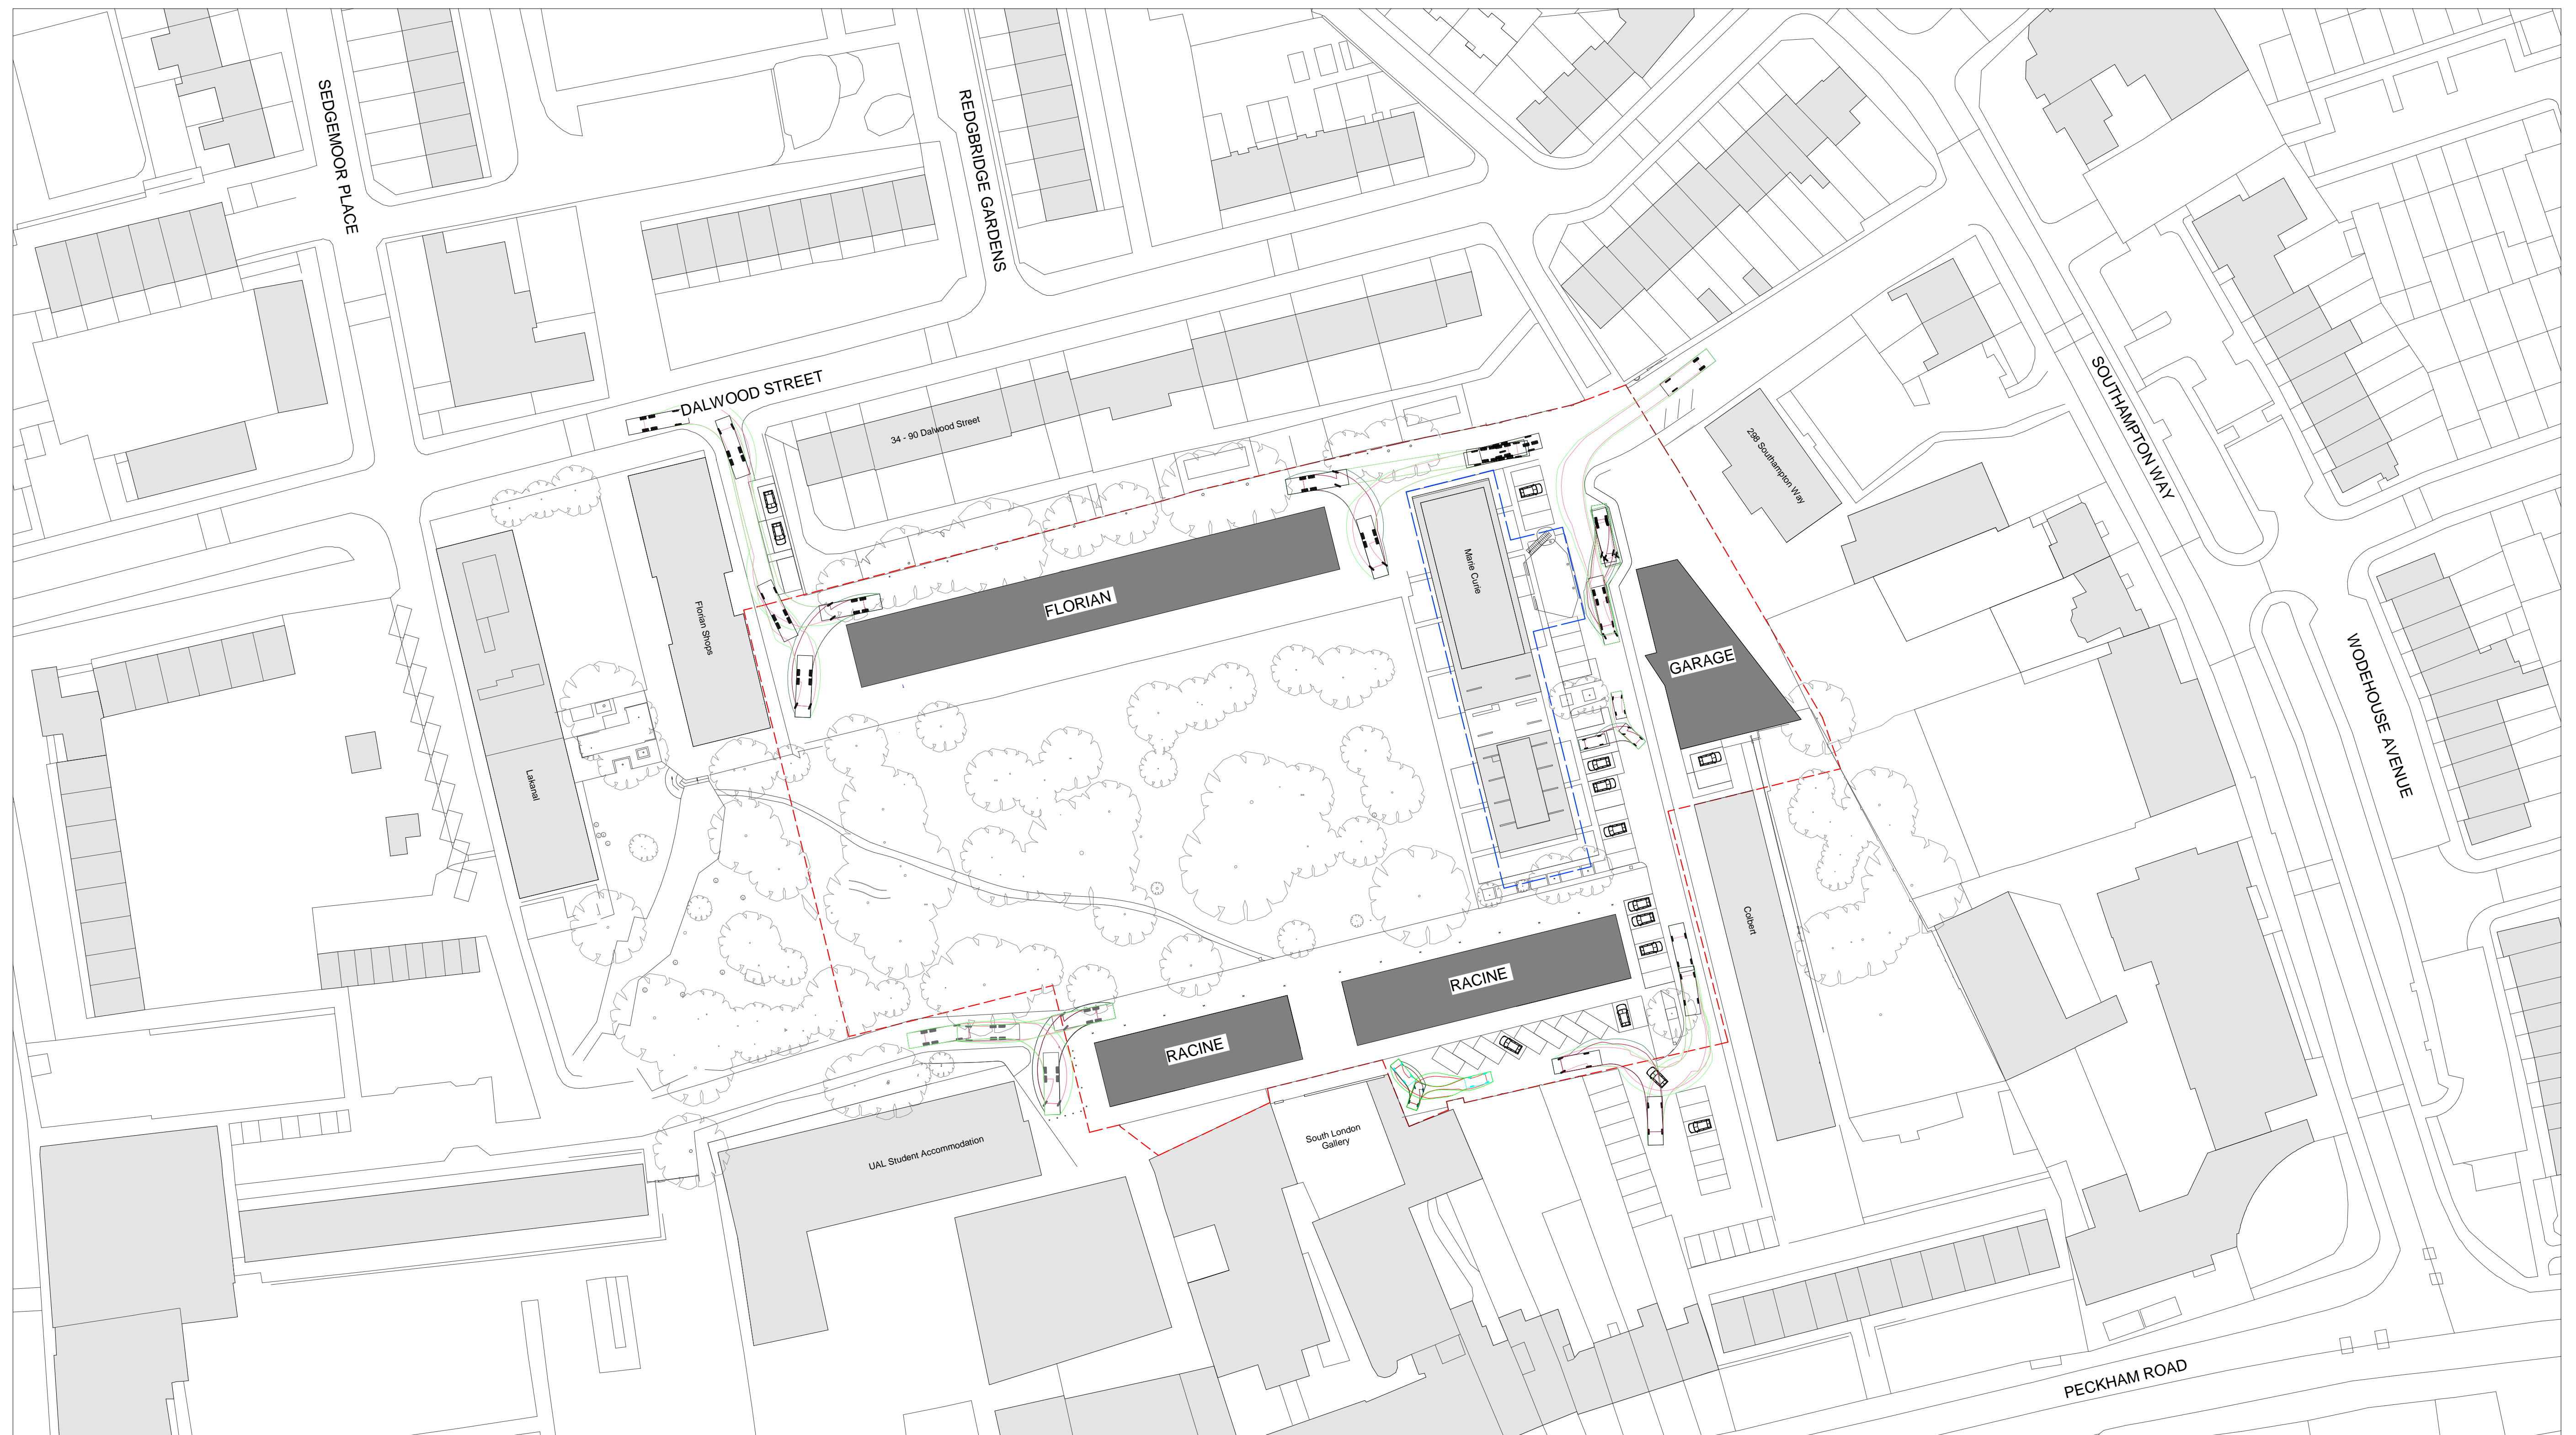 SEDGEMOOR PLACE
REDGBRIDGE GARDENS
DALWOOD STREET
34 - 90 Dalwood Street
SOUTHAMPTON WAY
298 Southampton Way
Marie Curie
FLORIAN
Florian Shops
GARAGE
WODEHOUSE AVENUE
Lakanal
Colbert
RACINE
RACINE
South London
Gallery
UAL Student Accommodation
PECKHAM ROAD